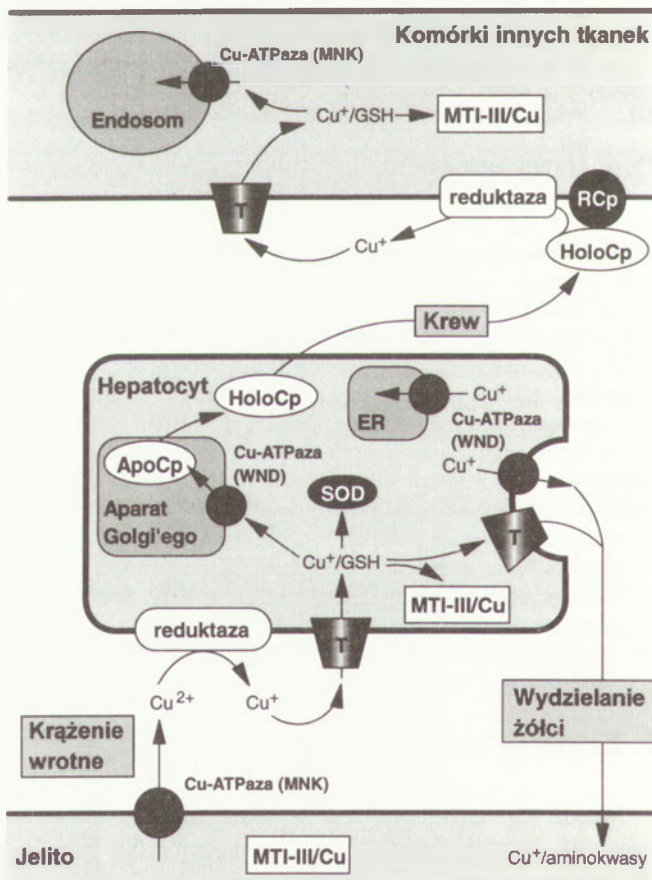 Komórki innych tkanek
Cu-ATPaza (MNK)
Endosom
Cu⁺/GSH
MTI-III/Cu
T
reduktaza
RCp
HoloCp
Cu⁺
Krew
Hepatocyt
HoloCp
ER
Cu⁺
Cu-ATPaza
(WND)
ApoCp
Cu-ATPaza
(WND)
Cu⁺
Aparat
Golgi'ego
SOD
T
Cu⁺/GSH
MTI-III/Cu
reduktaza
T
Cu²⁺
Cu⁺
Krążenie
wrotne
Wydzielanie
żółci
Cu-ATPaza (MNK)
Jelito
MTI-III/Cu
Cu⁺/aminokwasy